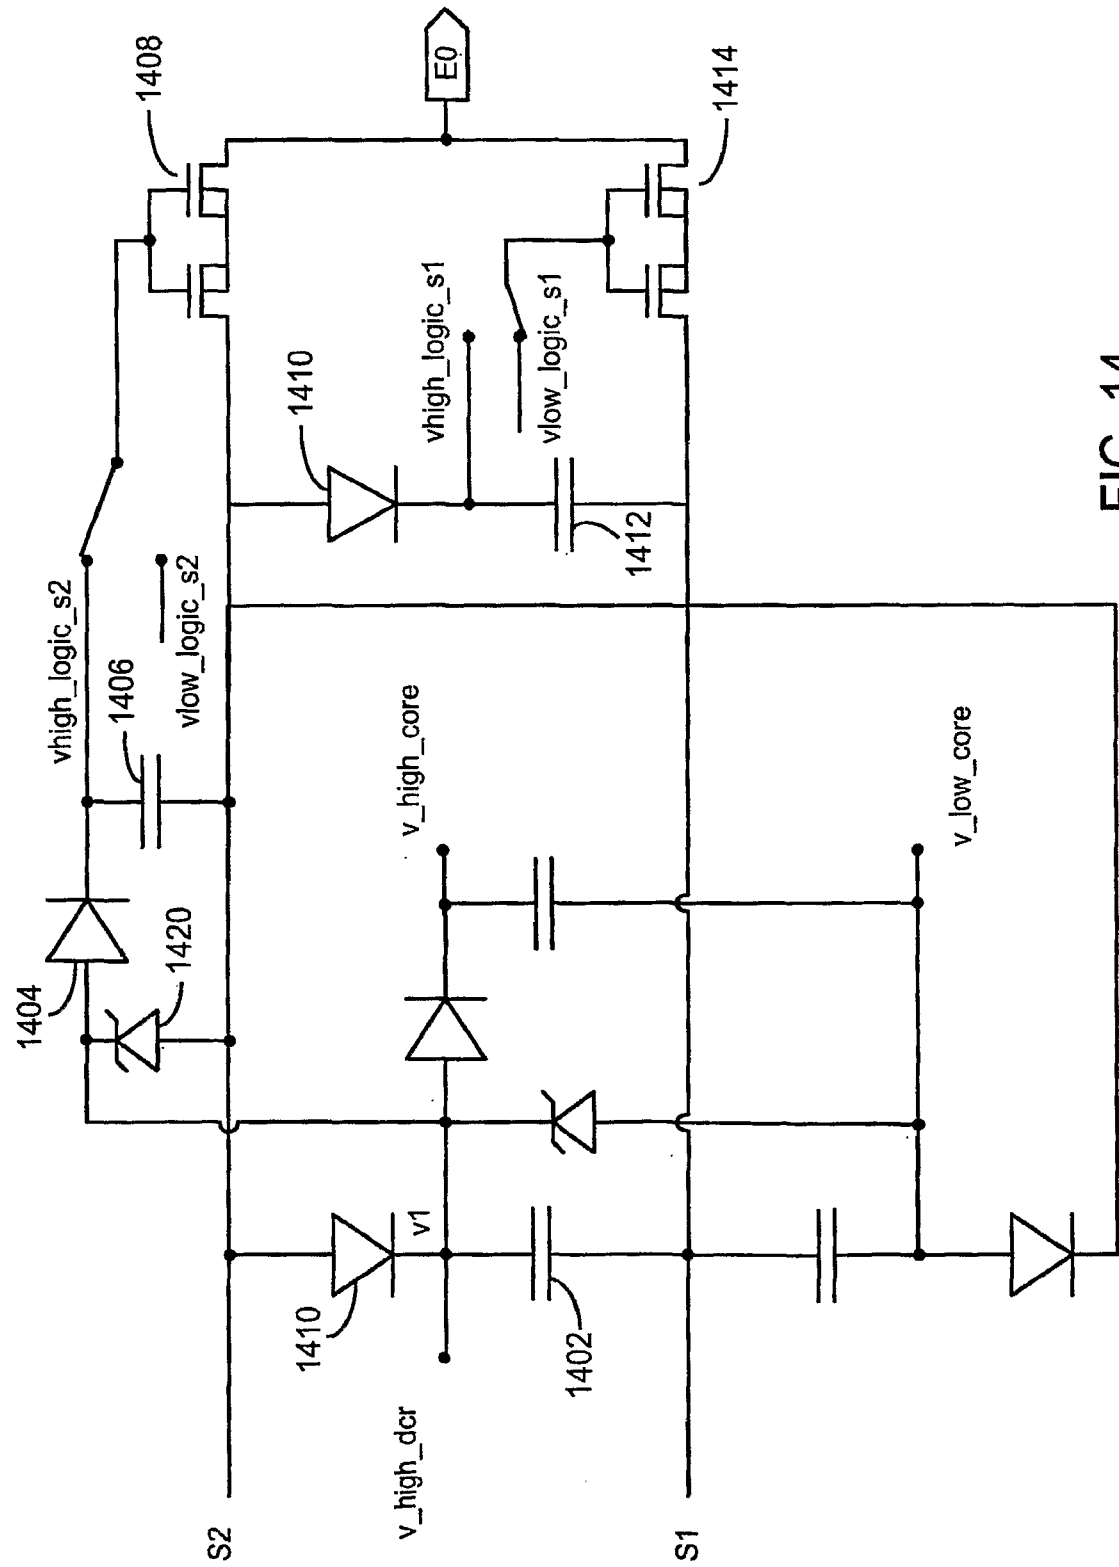 1404
vhigh_logic_s2
1406
1408
1420
vlow_logic_s2
S2
1410
1410
v_high_dcr
v1
v_high_core
vhigh_logic_s1
E0
vlow_logic_s1
1402
1412
S1
1414
v_low_core
FIG. 14